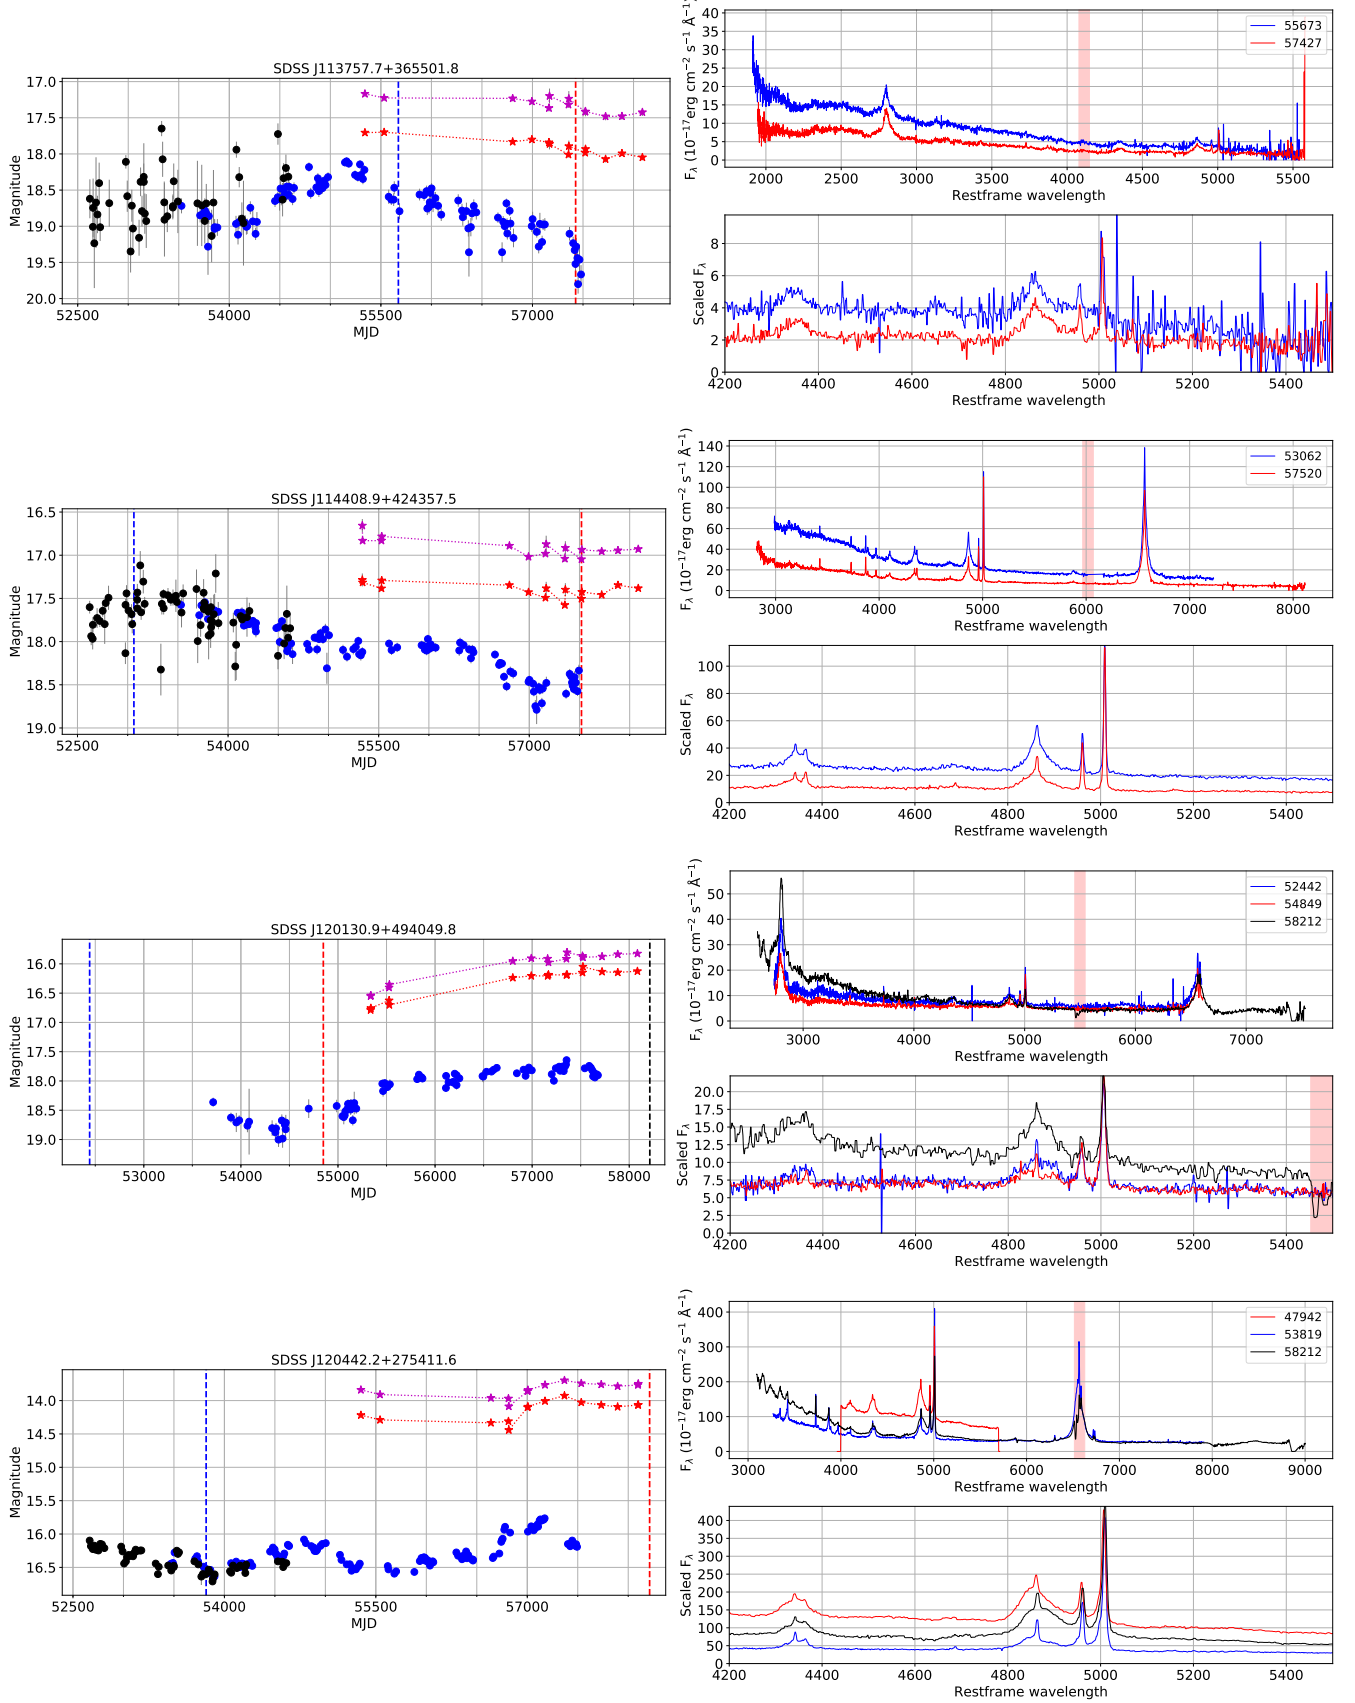 SDSS J113757.7+365501.8
Magnitude
17.0
17.5
18.0
18.5
19.0
19.5
20.0
52500 54000 55500 57000
MJD
F_λ (10⁻¹⁷erg cm⁻² s⁻¹ Å⁻¹)
40
35
30
25
20
15
10
5
0
55673
57427
2000 2500 3000 3500 4000 4500 5000 5500
Restframe wavelength
Scaled F_λ
8
6
4
2
0
4200 4400 4600 4800 5000 5200 5400
Restframe wavelength
SDSS J114408.9+424357.5
Magnitude
16.5
17.0
17.5
18.0
18.5
19.0
52500 54000 55500 57000
MJD
F_λ (10⁻¹⁷erg cm⁻² s⁻¹ Å⁻¹)
140
120
100
80
60
40
20
0
53062
57520
3000 4000 5000 6000 7000 8000
Restframe wavelength
Scaled F_λ
100
80
60
40
20
0
4200 4400 4600 4800 5000 5200 5400
Restframe wavelength
SDSS J120130.9+494049.8
Magnitude
16.0
16.5
17.0
17.5
18.0
18.5
19.0
53000 54000 55000 56000 57000 58000
MJD
F_λ (10⁻¹⁷erg cm⁻² s⁻¹ Å⁻¹)
50
40
30
20
10
0
52442
54849
58212
3000 4000 5000 6000 7000
Restframe wavelength
Scaled F_λ
20.0
17.5
15.0
12.5
10.0
7.5
5.0
2.5
0.0
4200 4400 4600 4800 5000 5200 5400
Restframe wavelength
SDSS J120442.2+275411.6
Magnitude
14.0
14.5
15.0
15.5
16.0
16.5
52500 54000 55500 57000
MJD
F_λ (10⁻¹⁷erg cm⁻² s⁻¹ Å⁻¹)
400
300
200
100
0
47942
53819
58212
3000 4000 5000 6000 7000 8000 9000
Restframe wavelength
Scaled F_λ
400
350
300
250
200
150
100
50
0
4200 4400 4600 4800 5000 5200 5400
Restframe wavelength